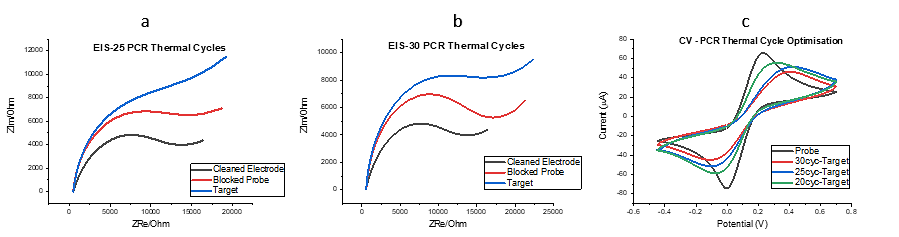 a
b
c
EIS-25 PCR Thermal Cycles
ZIm/Ohm
12000
10000
8000
6000
4000
2000
0
0
5000
10000
15000
20000
25000
ZRe/Ohm
Cleaned Electrode
Blocked Probe
Target
EIS-30 PCR Thermal Cycles
ZIm/Ohm
10000
8000
6000
4000
2000
0
0
5000
10000
15000
20000
25000
ZRe/Ohm
Cleaned Electrode
Blocked Probe
Target
CV - PCR Thermal Cycle Optimisation
Current (µA)
80
60
40
20
0
-20
-40
-60
-80
-0.6
-0.4
-0.2
0.0
0.2
0.4
0.6
0.8
Potential (V)
Probe
30cyc-Target
25cyc-Target
20cyc-Target